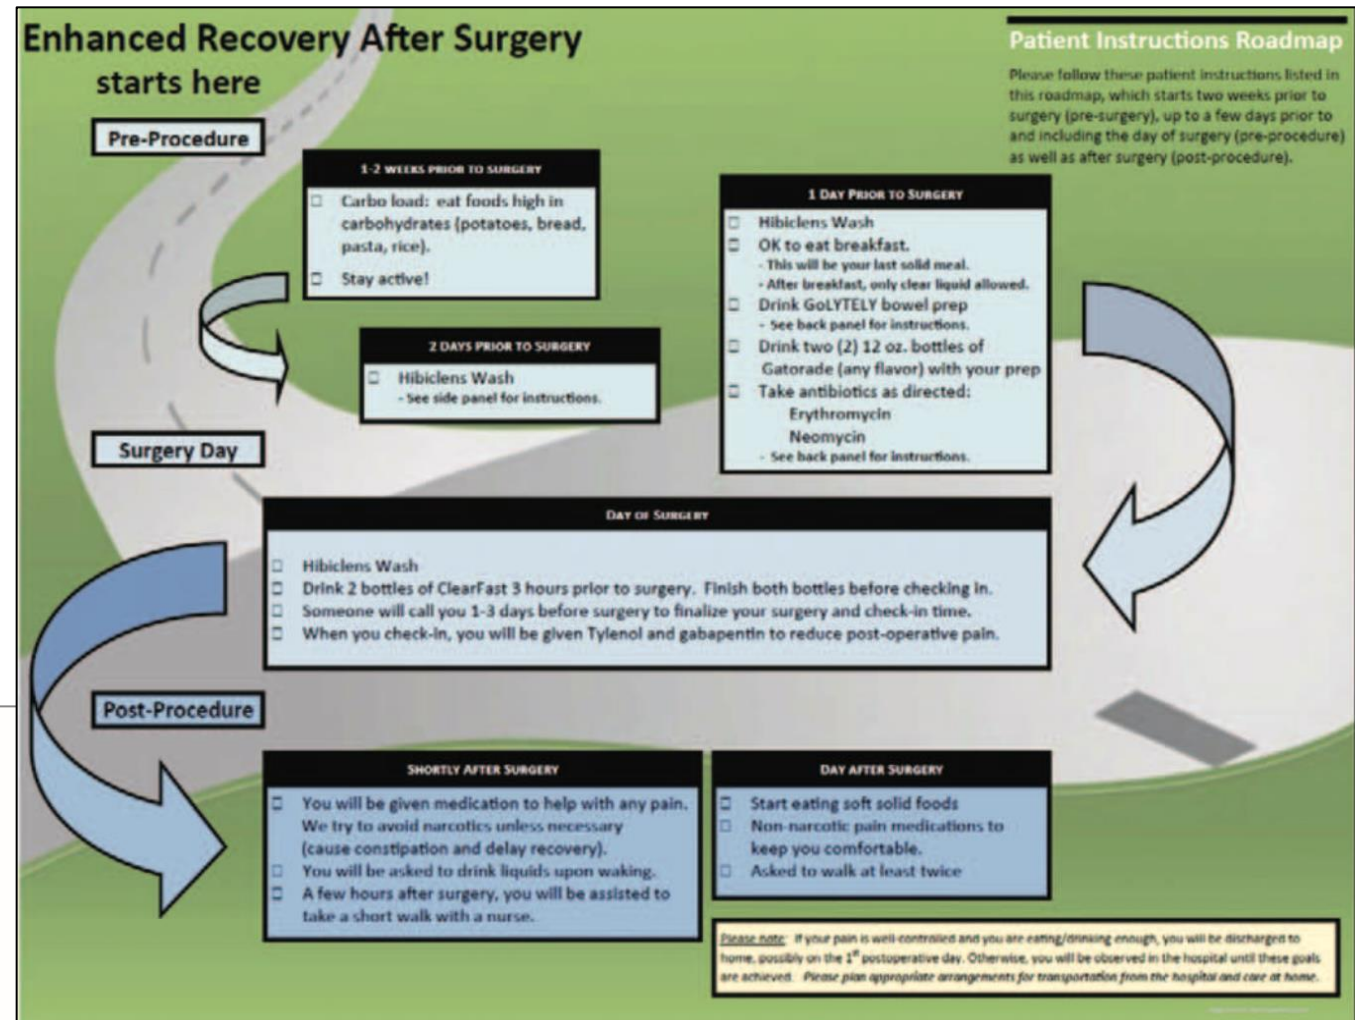 Enhanced Recovery After Surgery
starts here
Patient Instructions Roadmap
Please follow these patient instructions listed in
this roadmap, which starts two weeks prior to
surgery (pre-surgery), up to a few days prior to
and including the day of surgery (pre-procedure)
as well as after surgery (post-procedure).
Pre-Procedure
1-2 WEEKS PRIOR TO SURGERY
☐ Carbo load: eat foods high in
carbohydrates (potatoes, bread,
pasta, rice).
☐ Stay active!
2 DAYS PRIOR TO SURGERY
☐ Hibiclens Wash
- See side panel for instructions.
1 DAY PRIOR TO SURGERY
☐ Hibiclens Wash
☐ OK to eat breakfast.
- This will be your last solid meal.
- After breakfast, only clear liquid allowed.
☐ Drink GoLYTELY bowel prep
- See back panel for instructions.
☐ Drink two (2) 12 oz. bottles of
Gatorade (any flavor) with your prep
☐ Take antibiotics as directed:
Erythromycin
Neomycin
- See back panel for instructions.
Surgery Day
DAY OF SURGERY
☐ Hibiclens Wash
☐ Drink 2 bottles of ClearFast 3 hours prior to surgery. Finish both bottles before checking in.
☐ Someone will call you 1-3 days before surgery to finalize your surgery and check-in time.
☐ When you check-in, you will be given Tylenol and gabapentin to reduce post-operative pain.
Post-Procedure
SHORTLY AFTER SURGERY
☐ You will be given medication to help with any pain.
We try to avoid narcotics unless necessary
(cause constipation and delay recovery).
☐ You will be asked to drink liquids upon waking.
☐ A few hours after surgery, you will be assisted to
take a short walk with a nurse.
DAY AFTER SURGERY
☐ Start eating soft solid foods
☐ Non-narcotic pain medications to
keep you comfortable.
☐ Asked to walk at least twice
Please note: If your pain is well-controlled and you are eating/drinking enough, you will be discharged to
home, possibly on the 1st postoperative day. Otherwise, you will be observed in the hospital until these goals
are achieved. Please plan appropriate arrangements for transportation from the hospital and care at home.